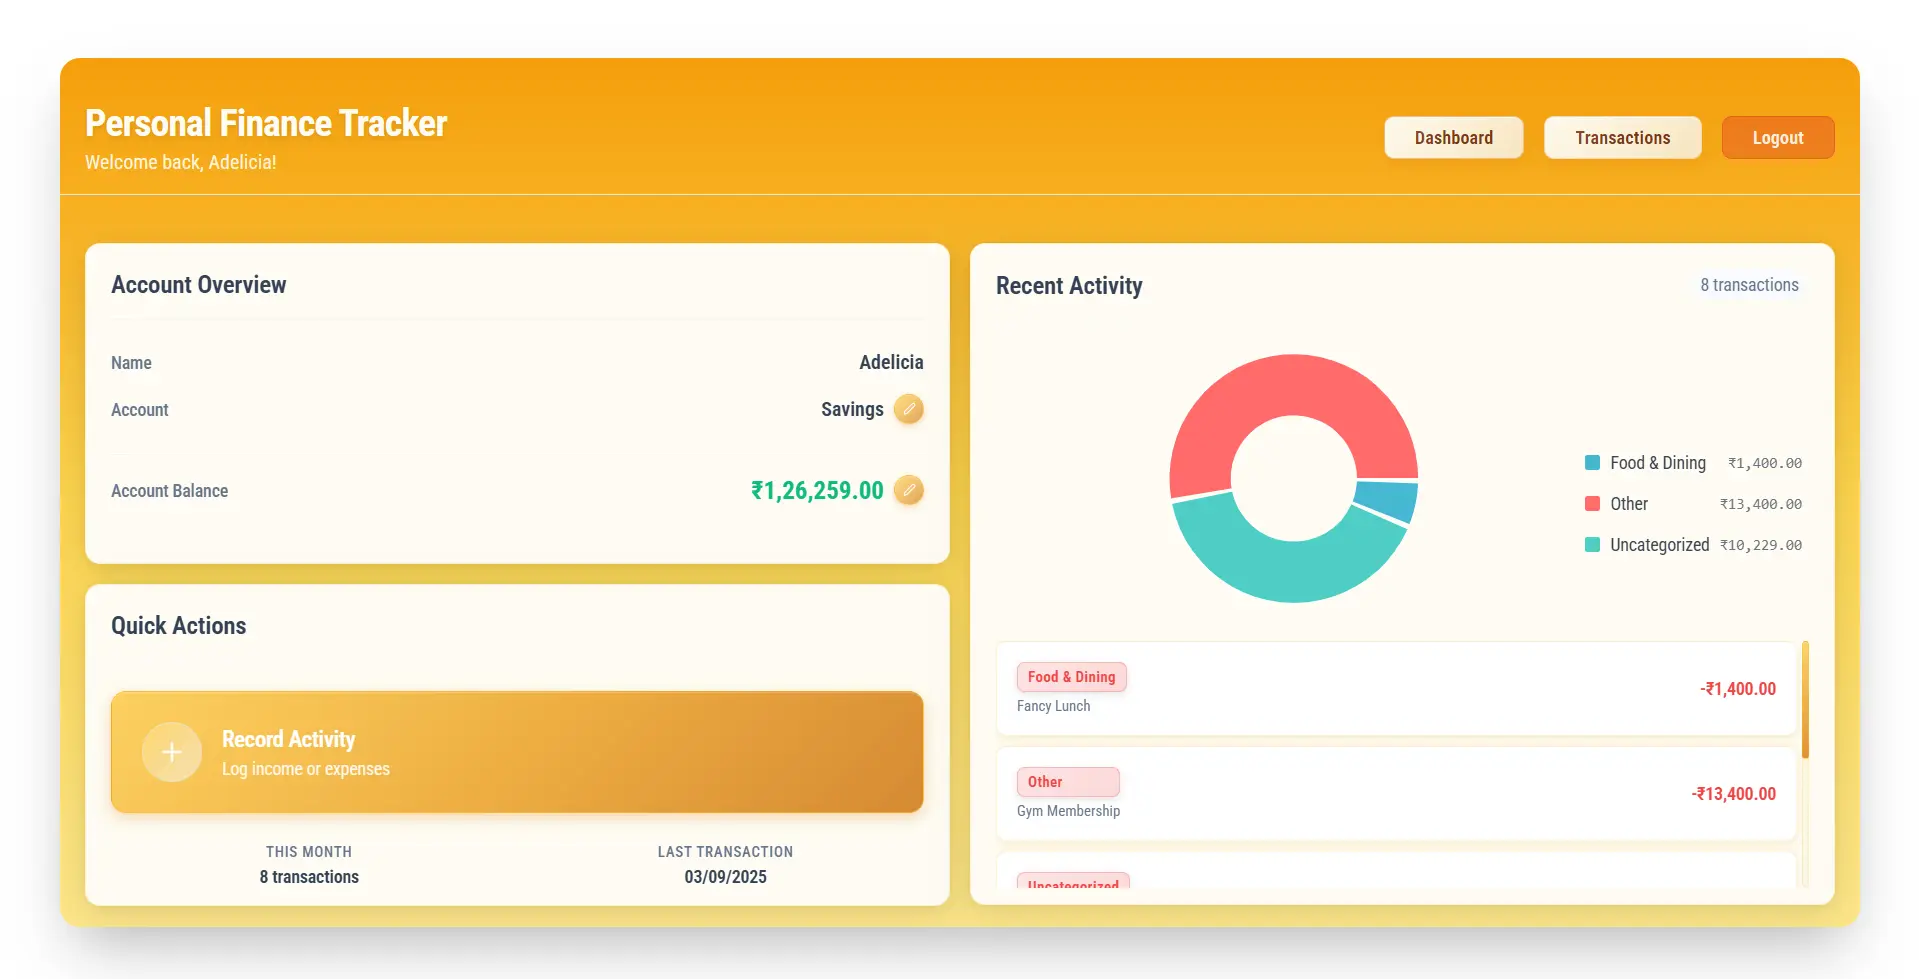 Personal Finance Tracker
Welcome back, Adelicia!
Dashboard
Transactions
Logout
Account Overview
Name
Adelicia
Account
Savings
Account Balance
₹1,26,259.00
Quick Actions
Record Activity
Log income or expenses
THIS MONTH
8 transactions
LAST TRANSACTION
03/09/2025
Recent Activity
8 transactions
Food & Dining ₹1,400.00
Other ₹13,400.00
Uncategorized ₹10,229.00
Food & Dining
Fancy Lunch
-₹1,400.00
Other
Gym Membership
-₹13,400.00
Uncategorized